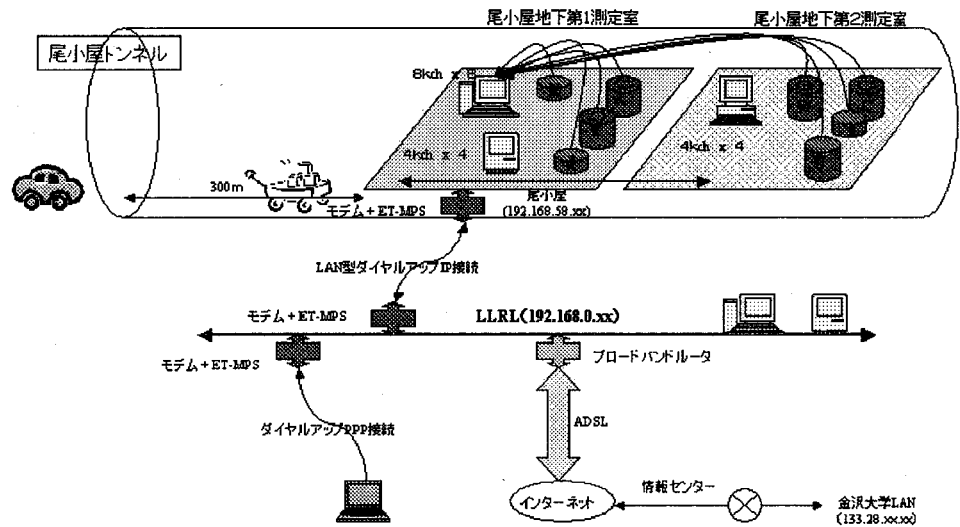 尾小屋地下第1測定室
尾小屋地下第2測定室
尾小屋トンネル
8kch x 8
4kch x 4
4kch x 4
300m
尾小屋
(192.168.58.xx)
モデム + ET-MPS
LAN型ダイヤルアップIP接続
モデム + ET-MPS
LLRL(192.168.0.xx)
モデム + ET-MPS
ブロードバンドルータ
ADSL
ダイヤルアップPPP接続
インターネット
情報センター
金沢大学LAN
(133.28.xx.xx)